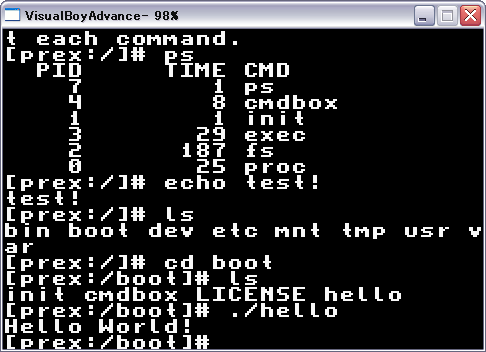 VisualBoyAdvance- 98%
t each command.
[prex:/]# ps
PID TIME CMD
7 1 ps
4 8 cmdbox
1 1 init
3 29 exec
2 187 fs
0 25 proc
[prex:/]# echo test!
test!
[prex:/]# ls
bin boot dev etc mnt tmp usr v
ar
[prex:/]# cd boot
[prex:/boot]# ls
init cmdbox LICENSE hello
[prex:/boot]# ./hello
Hello World!
[prex:/boot]#